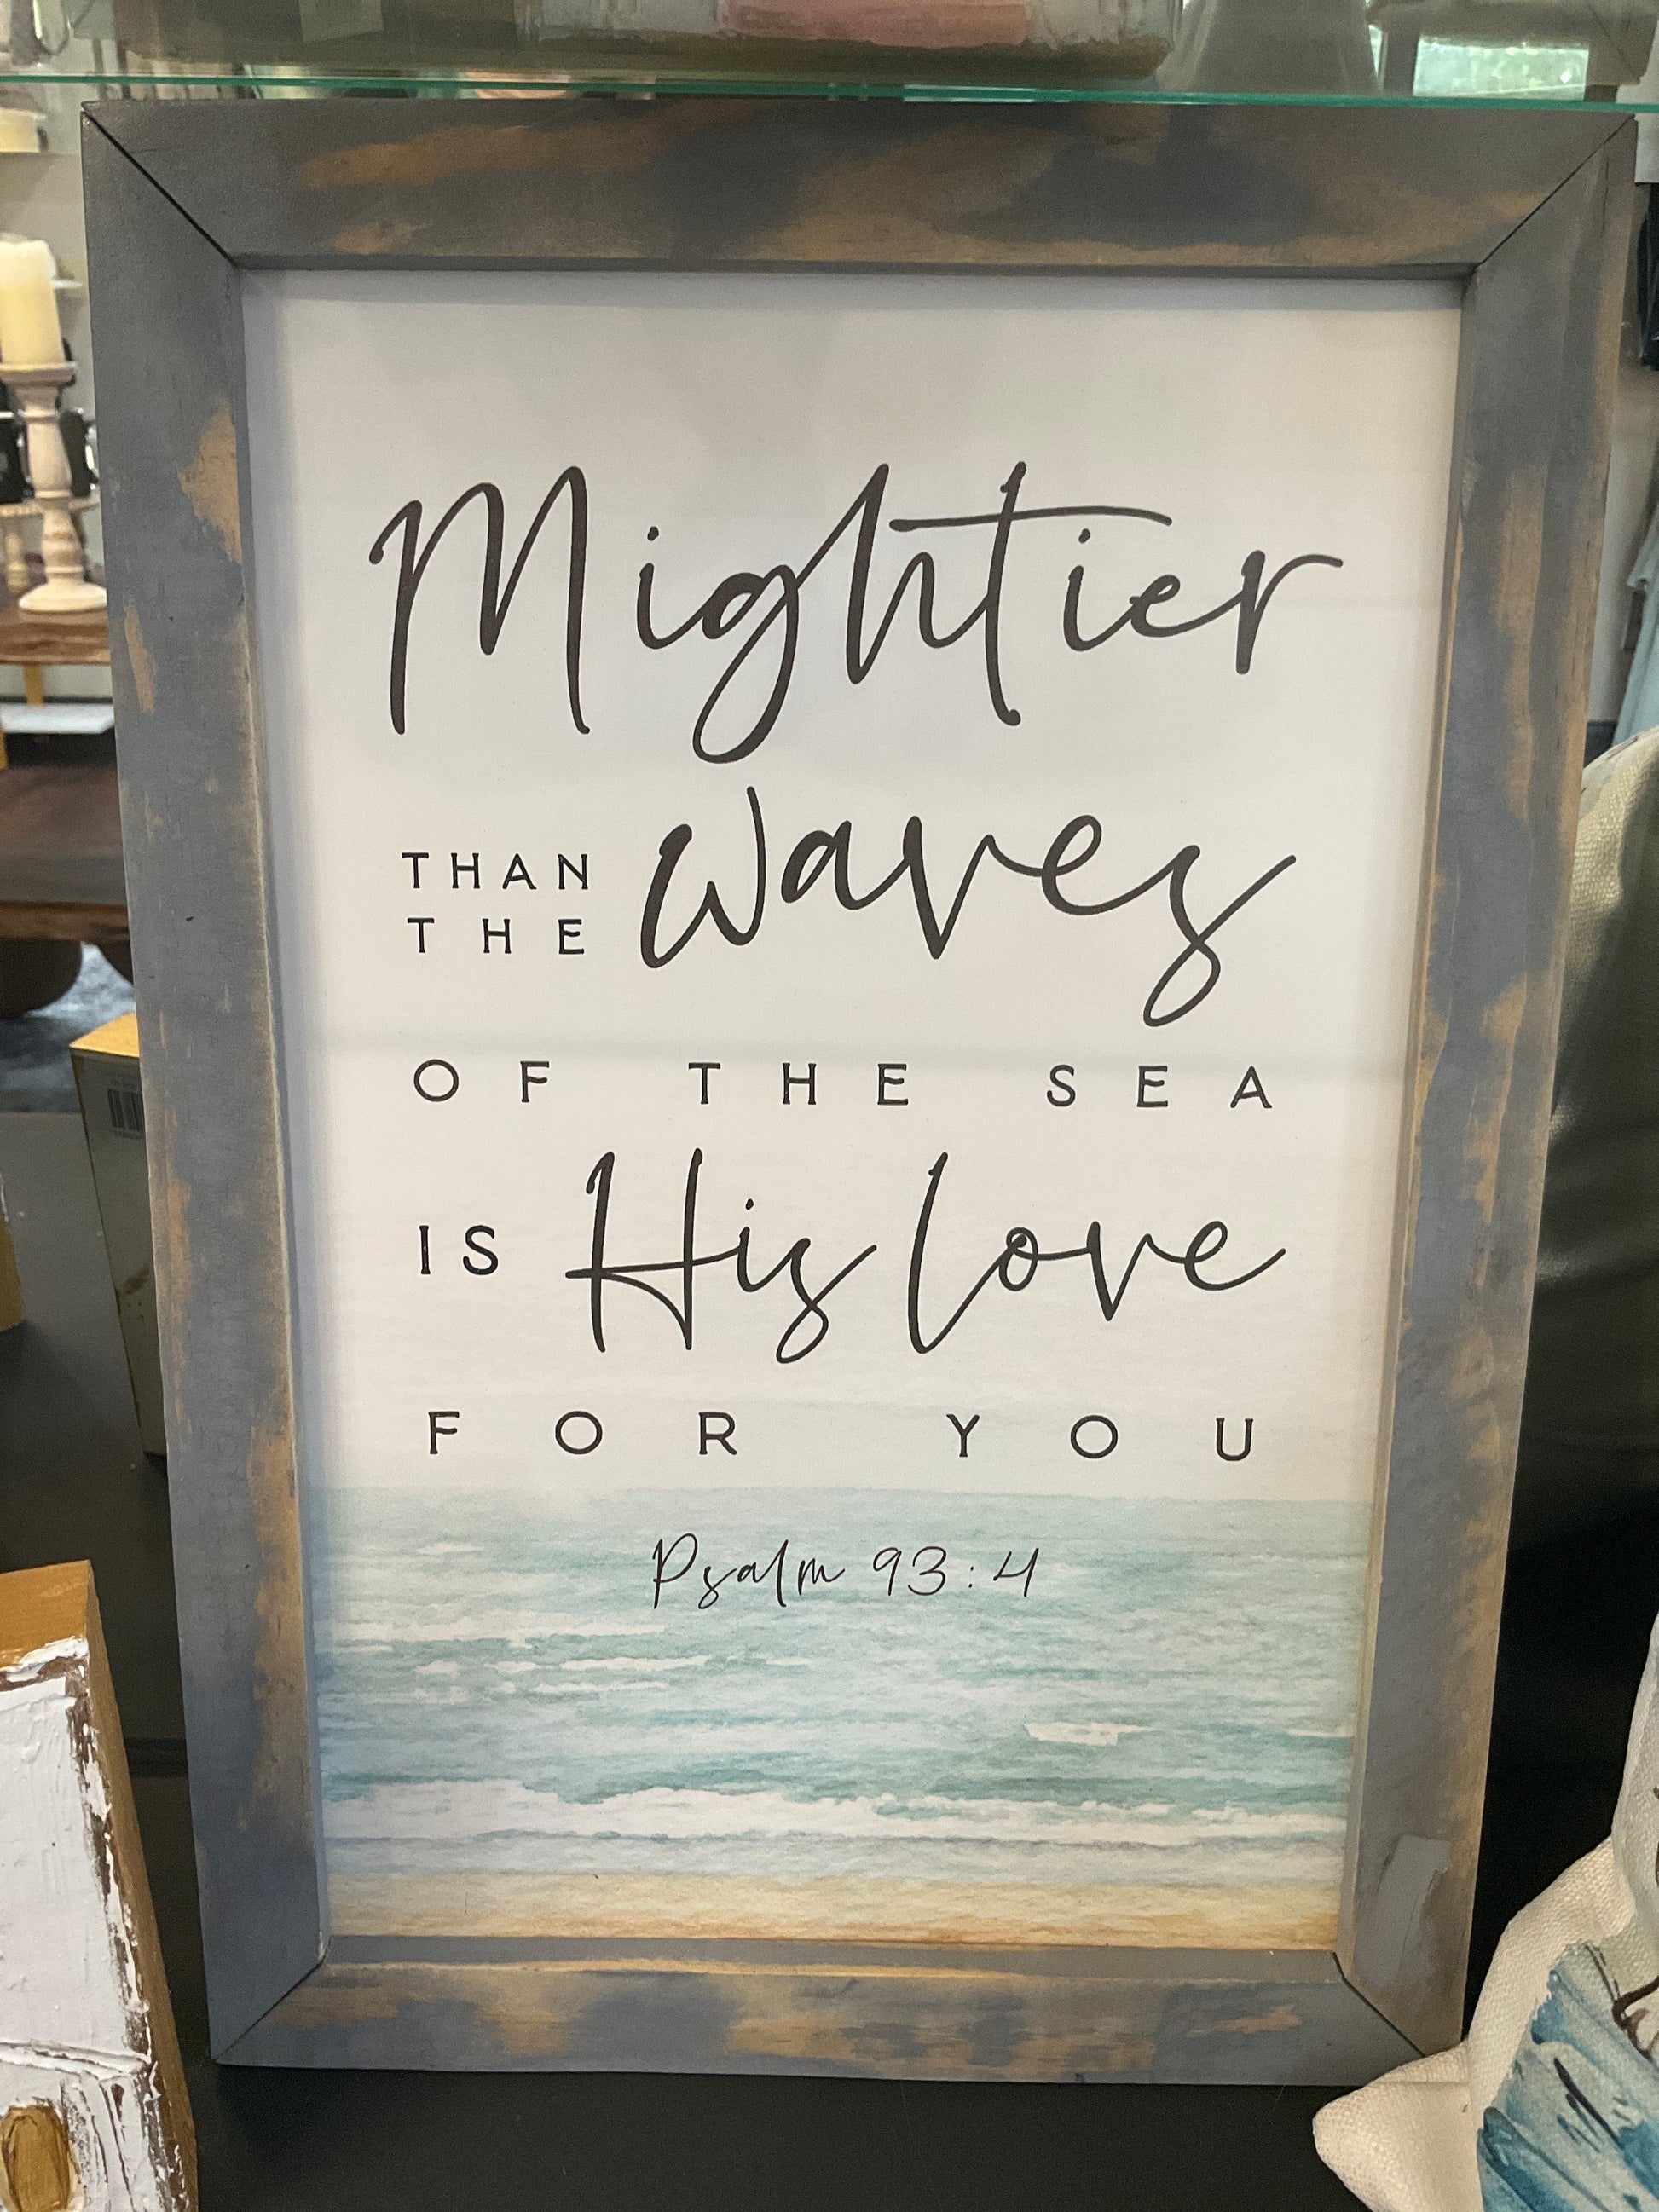 Mightier
THAN
THE waves
OF THE SEA
IS His love
FOR YOU
Psalm 93:4